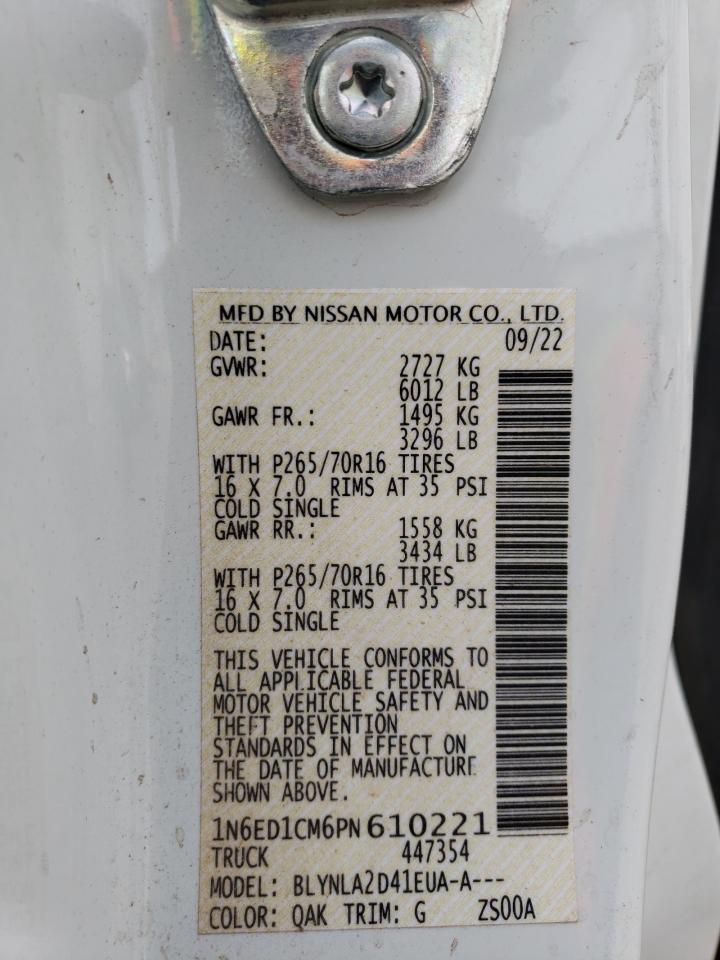 MFD BY NISSAN MOTOR CO., LTD.
DATE: 09/22
GVWR: 2727 KG
6012 LB
GAWR FR.: 1495 KG
3296 LB
WITH P265/70R16 TIRES
16 X 7.0 RIMS AT 35 PSI
COLD SINGLE
GAWR RR.: 1558 KG
3434 LB
WITH P265/70R16 TIRES
16 X 7.0 RIMS AT 35 PSI
COLD SINGLE
THIS VEHICLE CONFORMS TO
ALL APPLICABLE FEDERAL
MOTOR VEHICLE SAFETY AND
THEFT PREVENTION
STANDARDS IN EFFECT ON
THE DATE OF MANUFACTURE
SHOWN ABOVE.
1N6ED1CM6PN 610221
TRUCK 447354
MODEL: BLYNLA2D41EUA-A---
COLOR: QAK TRIM: G ZS00A